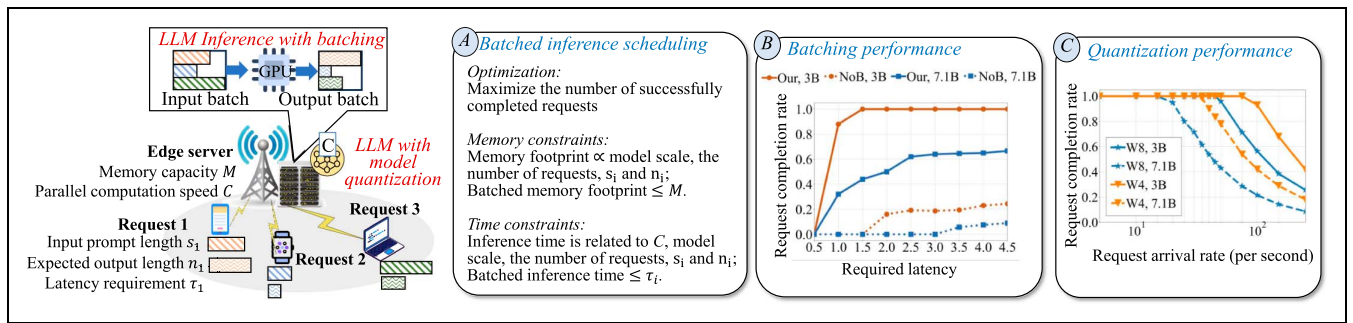 LLM Inference with batching
GPU
Input batch
Output batch
C
LLM with
model
quantization
Edge server
Memory capacity M
Parallel computation speed C
Request 1
Request 3
Input prompt length s₁
Expected output length n₁
Request 2
Latency requirement τ₁
A
Batched inference scheduling
Optimization:
Maximize the number of successfully
completed requests
Memory constraints:
Memory footprint ∝ model scale, the
number of requests, sᵢ and nᵢ;
Batched memory footprint ≤ M.
Time constraints:
Inference time is related to C, model
scale, the number of requests, sᵢ and nᵢ;
Batched inference time ≤ τᵢ.
B
Batching performance
Our, 3B NoB, 3B Our, 7.1B NoB, 7.1B
Request completion rate
1.0
0.8
0.6
0.4
0.2
0.0
0.5 1.0 1.5 2.0 2.5 3.0 3.5 4.0 4.5
Required latency
C
Quantization performance
Request completion rate
1.0
0.8
0.6
0.4
0.2
0.0
W8, 3B
W8, 7.1B
W4, 3B
W4, 7.1B
10¹ 10²
Request arrival rate (per second)